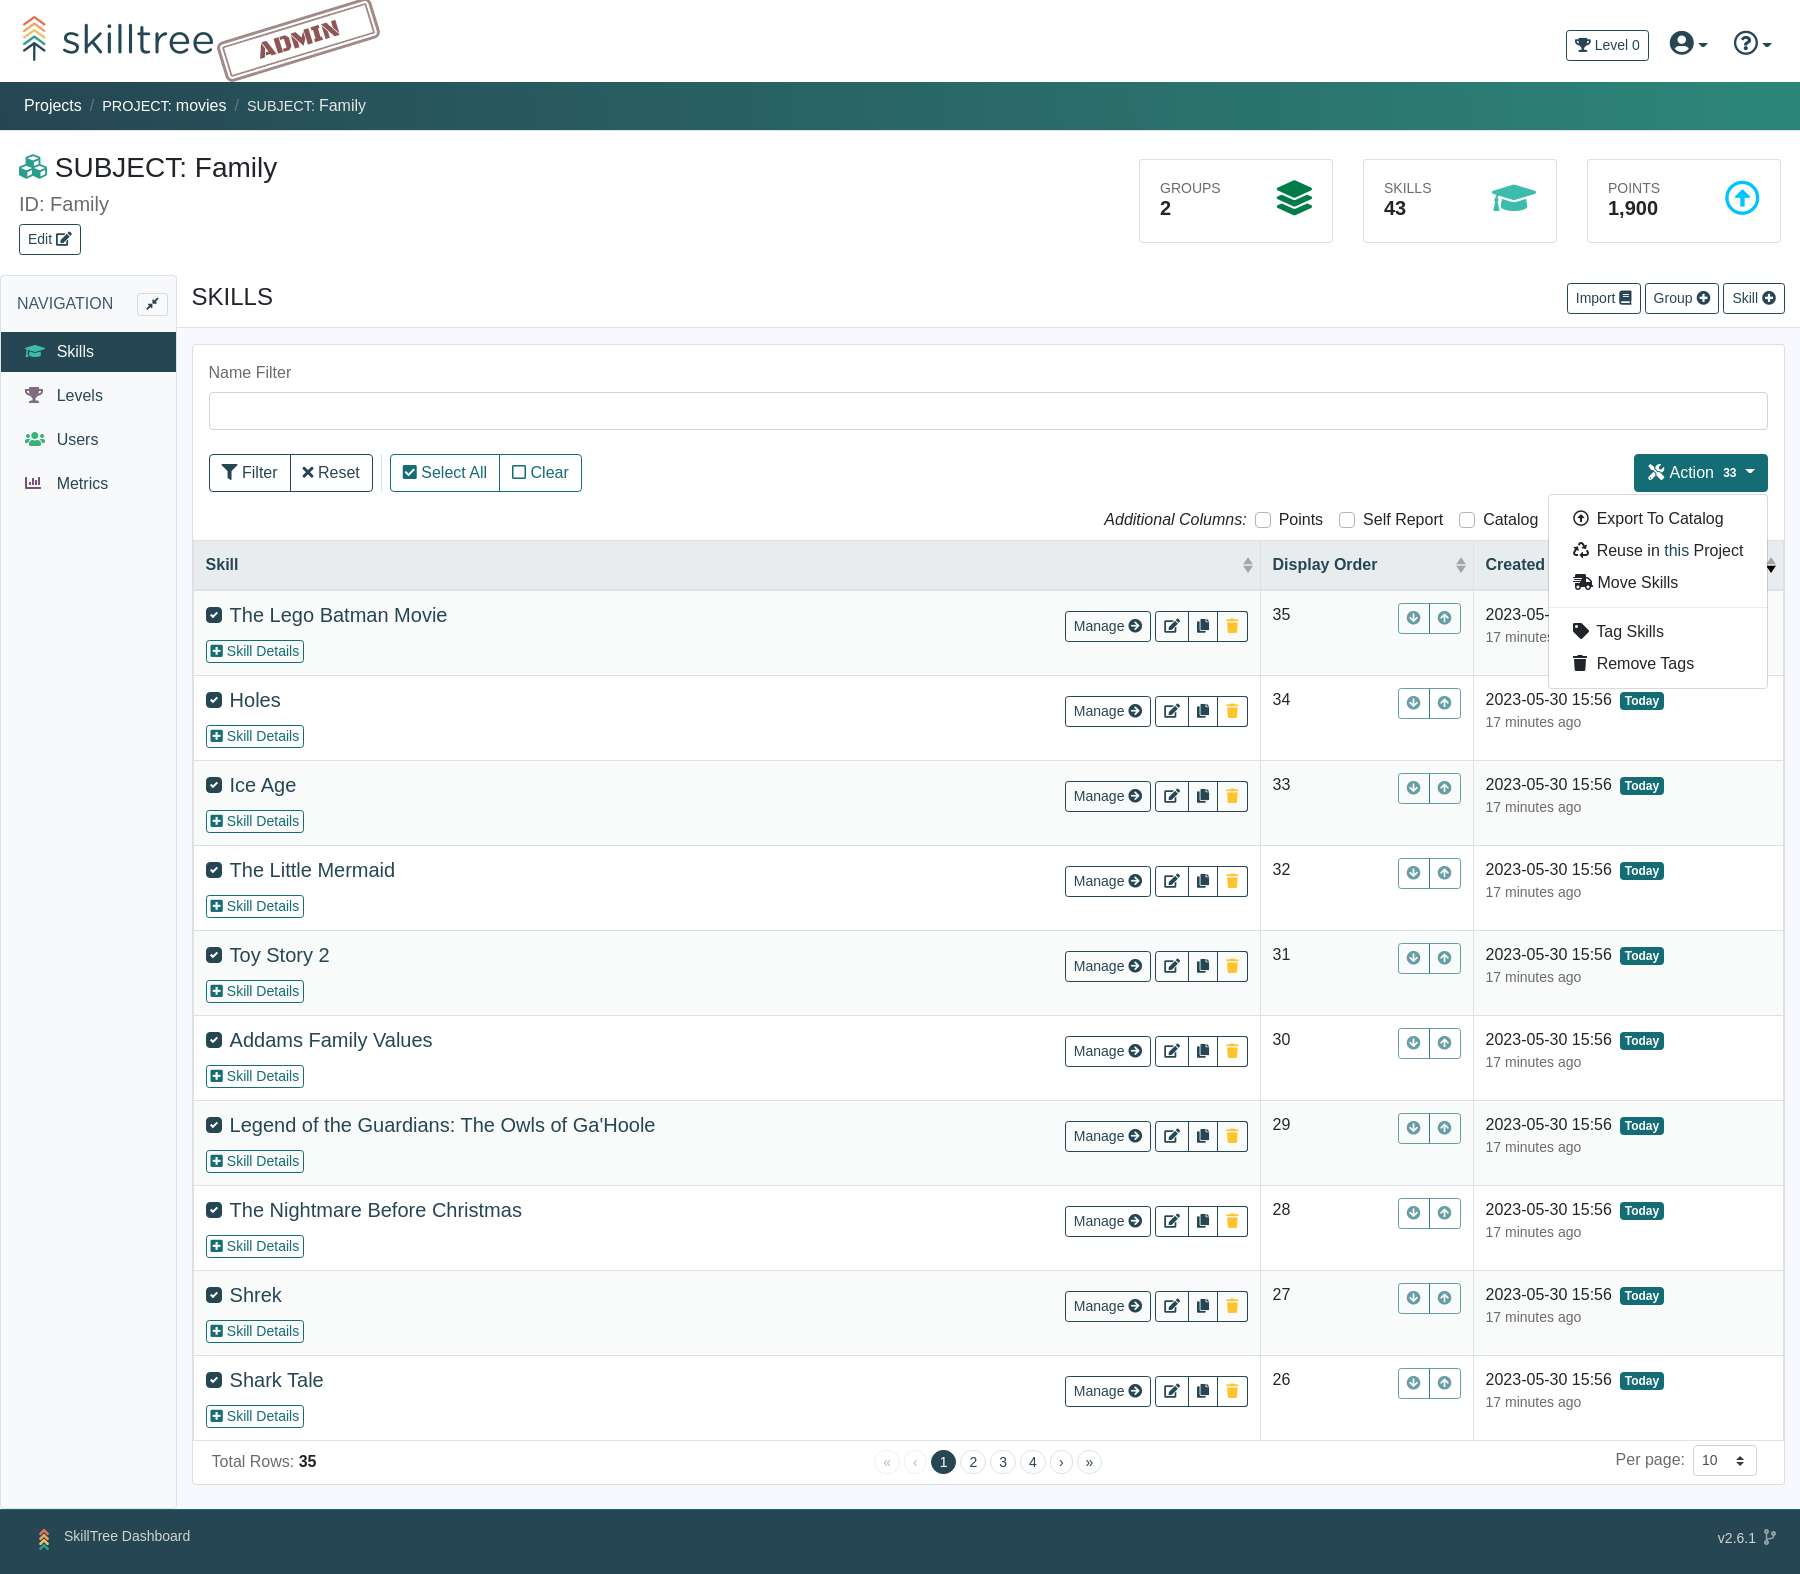 skilltree
ADMIN
Level 0
Projects / PROJECT: movies / SUBJECT: Family
SUBJECT: Family
ID: Family
Edit
GROUPS
2
SKILLS
43
POINTS
1,900
NAVIGATION
Skills
Levels
Users
Metrics
SKILLS
Import
Group
Skill
Name Filter
Filter
Reset
Select All
Clear
Action 33
Additional Columns: Points Self Report Catalog
Export To Catalog
Reuse in this Project
Move Skills
Tag Skills
Remove Tags
Skill
Display Order
Created
The Lego Batman Movie
Skill Details
Manage
35
2023-05-
17 minutes
Holes
Skill Details
Manage
34
2023-05-30 15:56 Today
17 minutes ago
Ice Age
Skill Details
Manage
33
2023-05-30 15:56 Today
17 minutes ago
The Little Mermaid
Skill Details
Manage
32
2023-05-30 15:56 Today
17 minutes ago
Toy Story 2
Skill Details
Manage
31
2023-05-30 15:56 Today
17 minutes ago
Addams Family Values
Skill Details
Manage
30
2023-05-30 15:56 Today
17 minutes ago
Legend of the Guardians: The Owls of Ga'Hoole
Skill Details
Manage
29
2023-05-30 15:56 Today
17 minutes ago
The Nightmare Before Christmas
Skill Details
Manage
28
2023-05-30 15:56 Today
17 minutes ago
Shrek
Skill Details
Manage
27
2023-05-30 15:56 Today
17 minutes ago
Shark Tale
Skill Details
Manage
26
2023-05-30 15:56 Today
17 minutes ago
Total Rows: 35
« ‹ 1 2 3 4 › »
Per page: 10
SkillTree Dashboard
v2.6.1